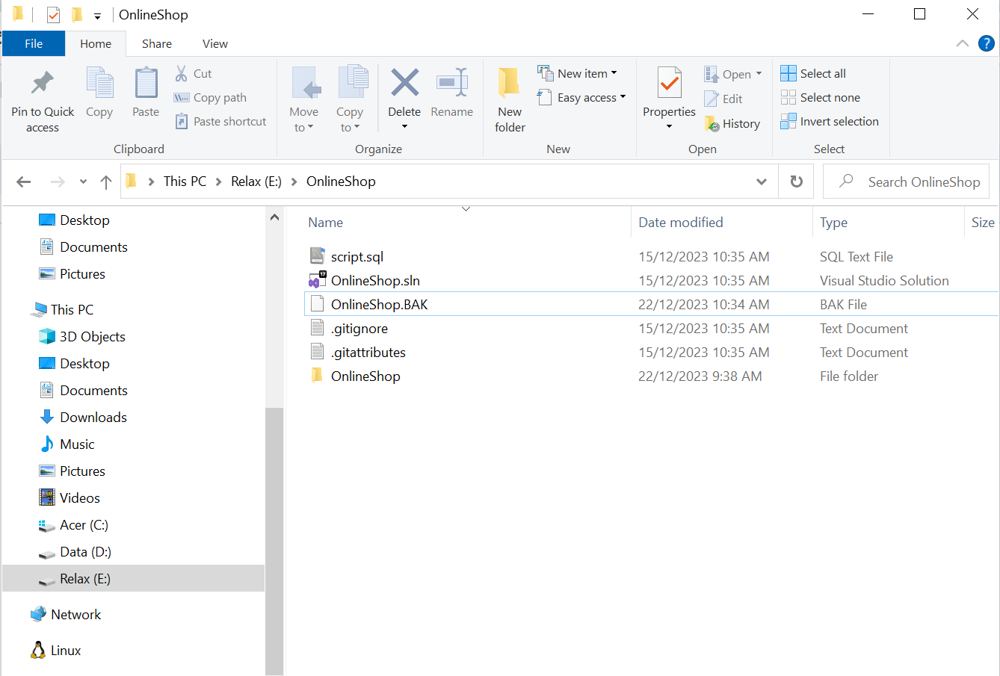 OnlineShop
File Home Share View
Pin to Quick access
Copy
Paste
Cut
Copy path
Paste shortcut
Clipboard
Move to
Copy to
Delete
Rename
Organize
New folder
New item
Easy access
New
Properties
Open
Edit
History
Open
Select all
Select none
Invert selection
Select
This PC Relax (E:) OnlineShop
Search OnlineShop
Desktop
Documents
Pictures
This PC
3D Objects
Desktop
Documents
Downloads
Music
Pictures
Videos
Acer (C:)
Data (D:)
Relax (E:)
Network
Linux
Name Date modified Type Size
script.sql 15/12/2023 10:35 AM SQL Text File
OnlineShop.sln 15/12/2023 10:35 AM Visual Studio Solution
OnlineShop.BAK 22/12/2023 10:34 AM BAK File
.gitignore 15/12/2023 10:35 AM Text Document
.gitattributes 15/12/2023 10:35 AM Text Document
OnlineShop 22/12/2023 9:38 AM File folder